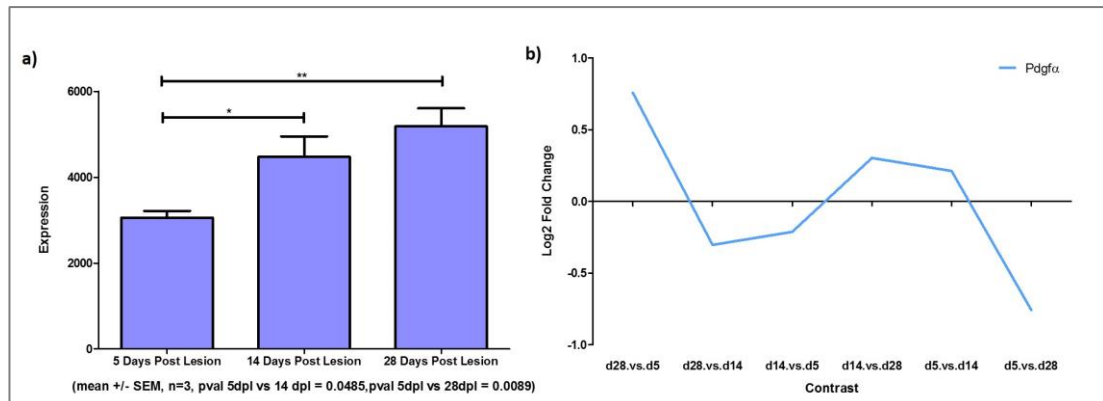 a)
**
*
6000
4000
2000
0
Expression
5 Days Post Lesion 14 Days Post Lesion 28 Days Post Lesion
(mean +/- SEM, n=3, pval 5dpl vs 14 dpl = 0.0485,pval 5dpl vs 28dpl = 0.0089)
b)
Pdgfα
1.0
0.5
0.0
-0.5
-1.0
Log2 Fold Change
d28.vs.d5 d28.vs.d14 d14.vs.d5 d14.vs.d28 d5.vs.d14 d5.vs.d28
Contrast